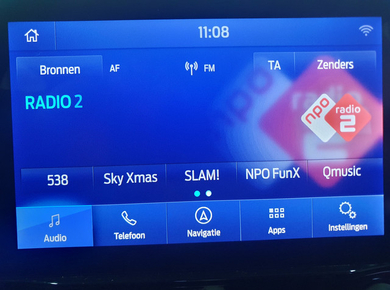 11:08
Bronnen AF FM TA Zenders
RADIO 2
npo radio 2
538 Sky Xmas SLAM! NPO FunX Qmusic
Audio Telefoon Navigatie Apps Instellingen